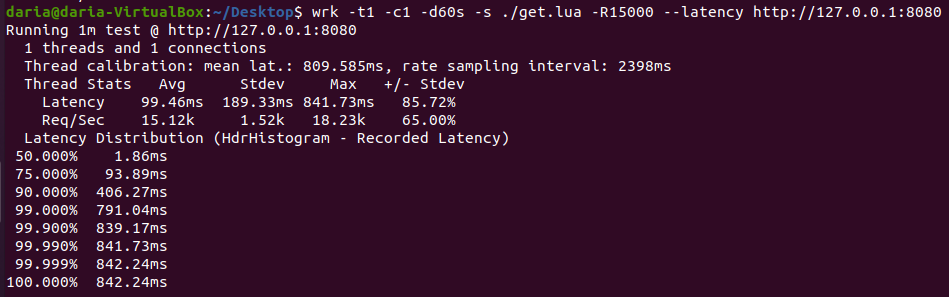 daria@daria-VirtualBox:~/Desktop$ wrk -t1 -c1 -d60s -s ./get.lua -R15000 --latency http://127.0.0.1:8080
Running 1m test @ http://127.0.0.1:8080
  1 threads and 1 connections
  Thread calibration: mean lat.: 809.585ms, rate sampling interval: 2398ms
  Thread Stats   Avg      Stdev     Max   +/- Stdev
    Latency    99.46ms  189.33ms 841.73ms   85.72%
    Req/Sec    15.12k     1.52k   18.23k    65.00%
  Latency Distribution (HdrHistogram - Recorded Latency)
 50.000%    1.86ms
 75.000%   93.89ms
 90.000%  406.27ms
 99.000%  791.04ms
 99.900%  839.17ms
 99.990%  841.73ms
 99.999%  842.24ms
100.000%  842.24ms